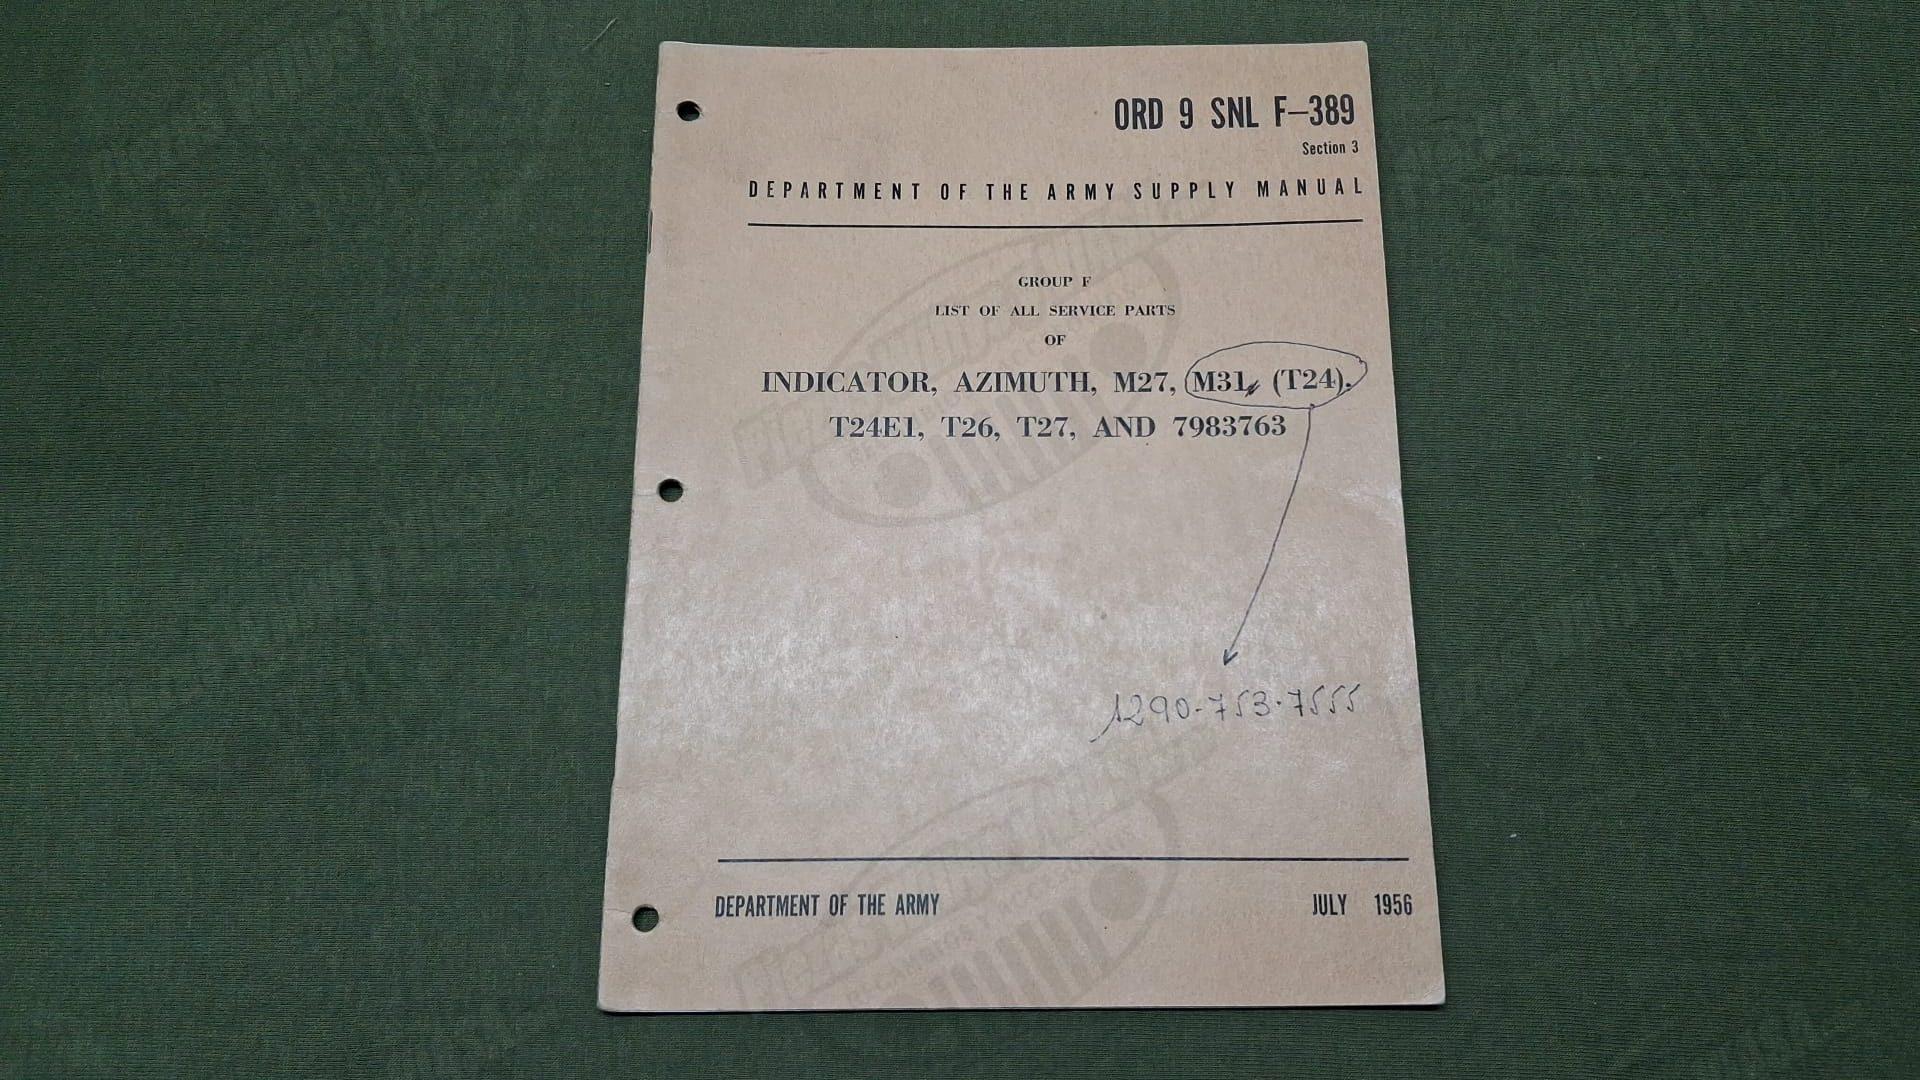 ORD 9 SNL F—389
Section 3
DEPARTMENT OF THE ARMY SUPPLY MANUAL
GROUP F
LIST OF ALL SERVICE PARTS
OF
INDICATOR, AZIMUTH, M27, M31, (T24),
T24E1, T26, T27, AND 7983763
1290-753-7555
DEPARTMENT OF THE ARMY JULY 1956